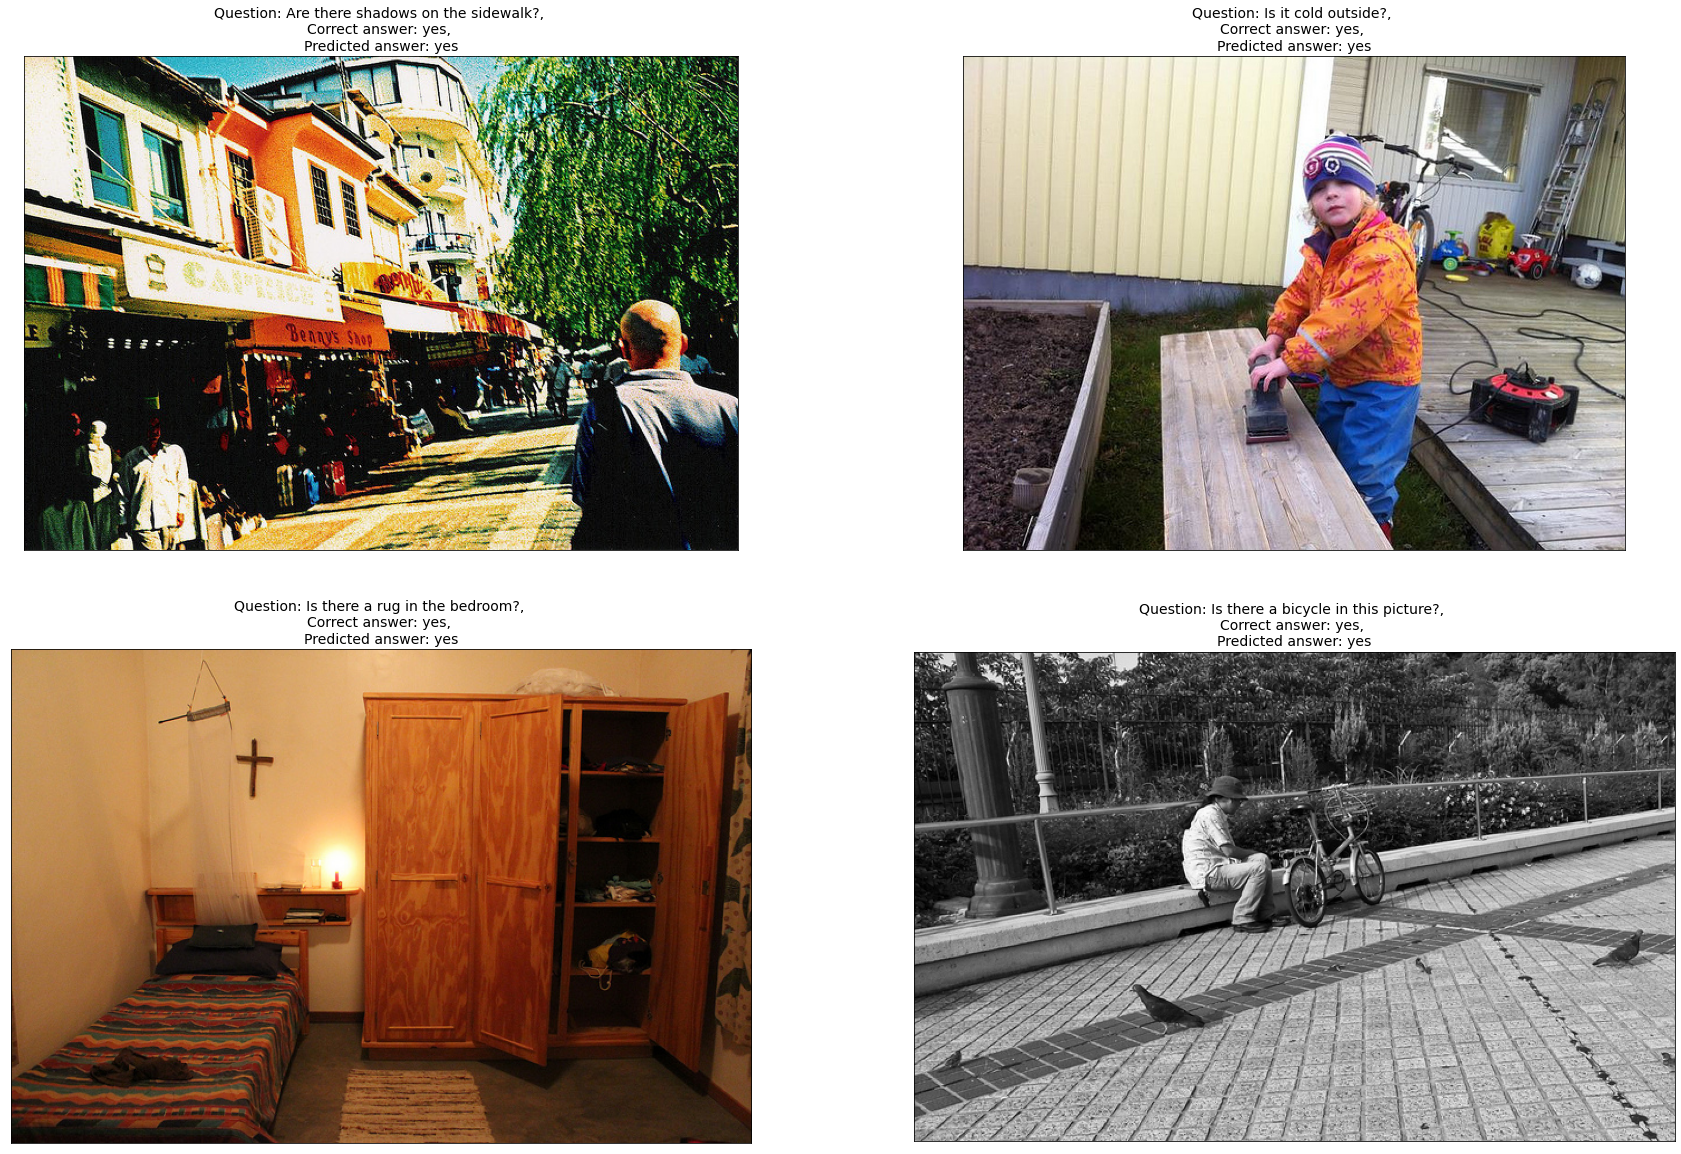 Question: Are there shadows on the sidewalk?,
Correct answer: yes,
Predicted answer: yes
CAPRICE
Benny's
Benny's Shop
E
Question: Is it cold outside?,
Correct answer: yes,
Predicted answer: yes
Question: Is there a rug in the bedroom?,
Correct answer: yes,
Predicted answer: yes
Question: Is there a bicycle in this picture?,
Correct answer: yes,
Predicted answer: yes